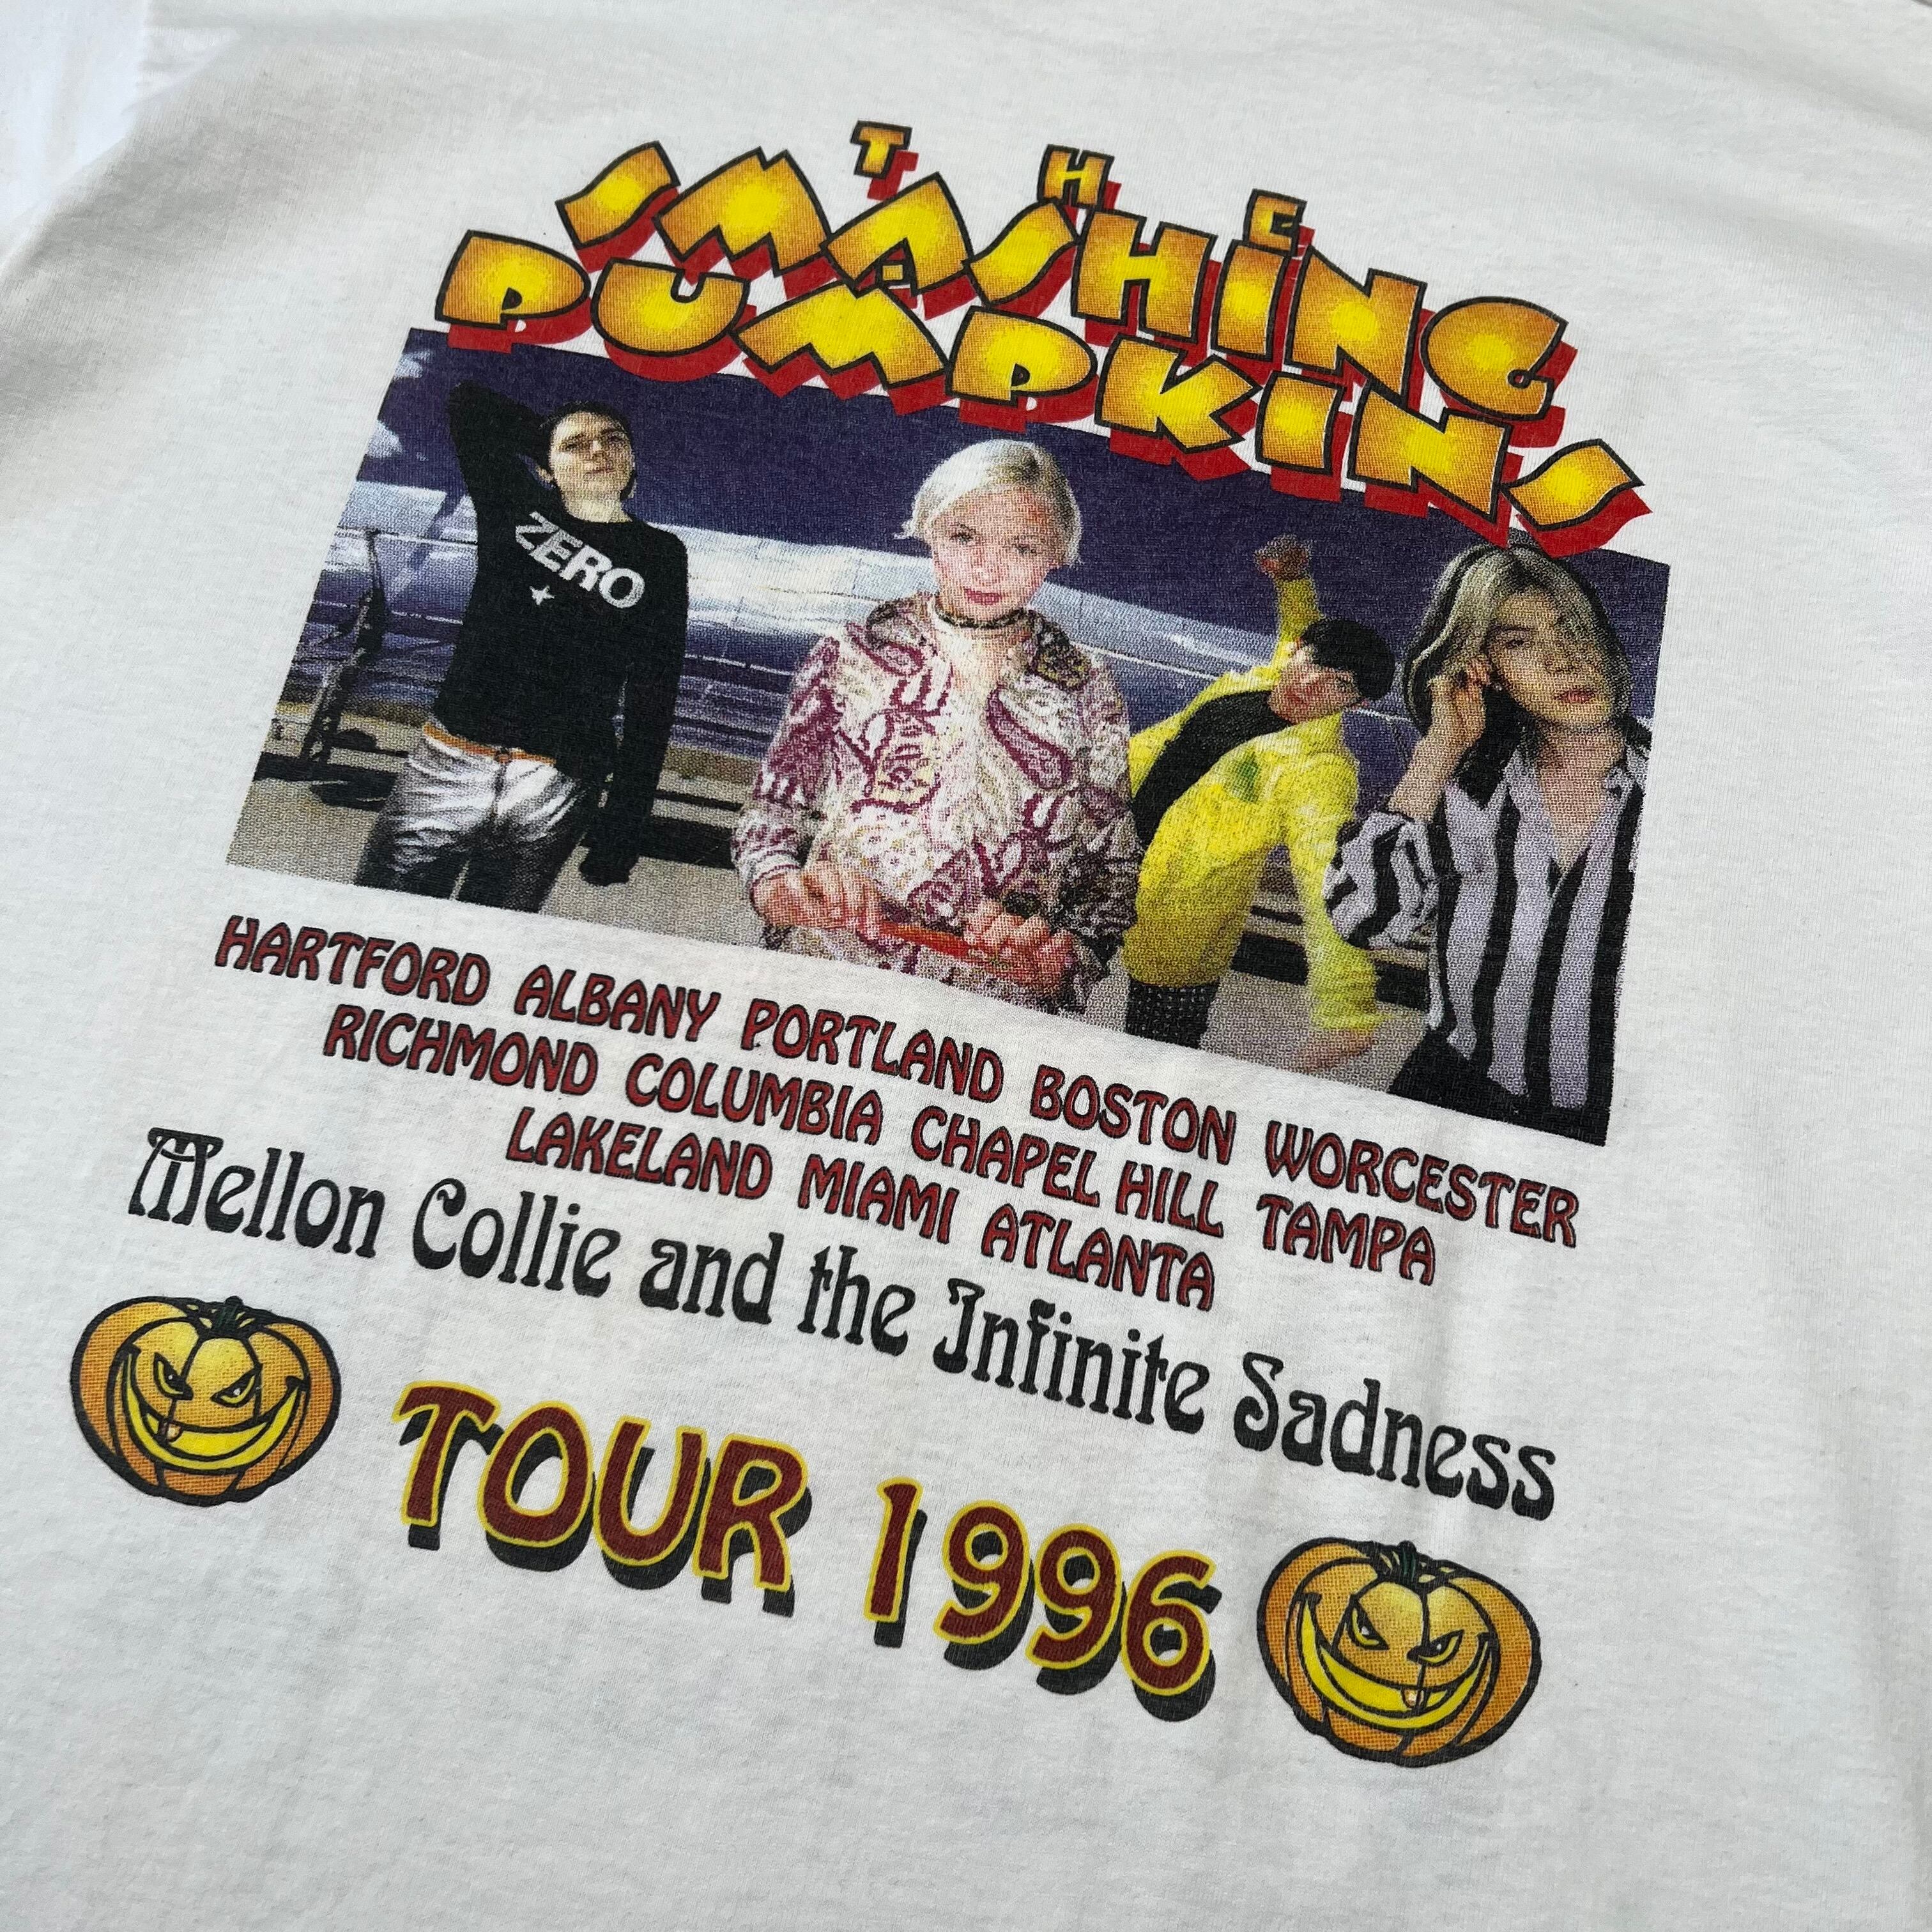 THE
SMASHING
PUMPKINS
ZERO
HARTFORD ALBANY PORTLAND BOSTON WORCESTER
RICHMOND COLUMBIA CHAPEL HILL TAMPA
LAKELAND MIAMI ATLANTA
Mellon Collie and the Infinite Sadness
TOUR 1996